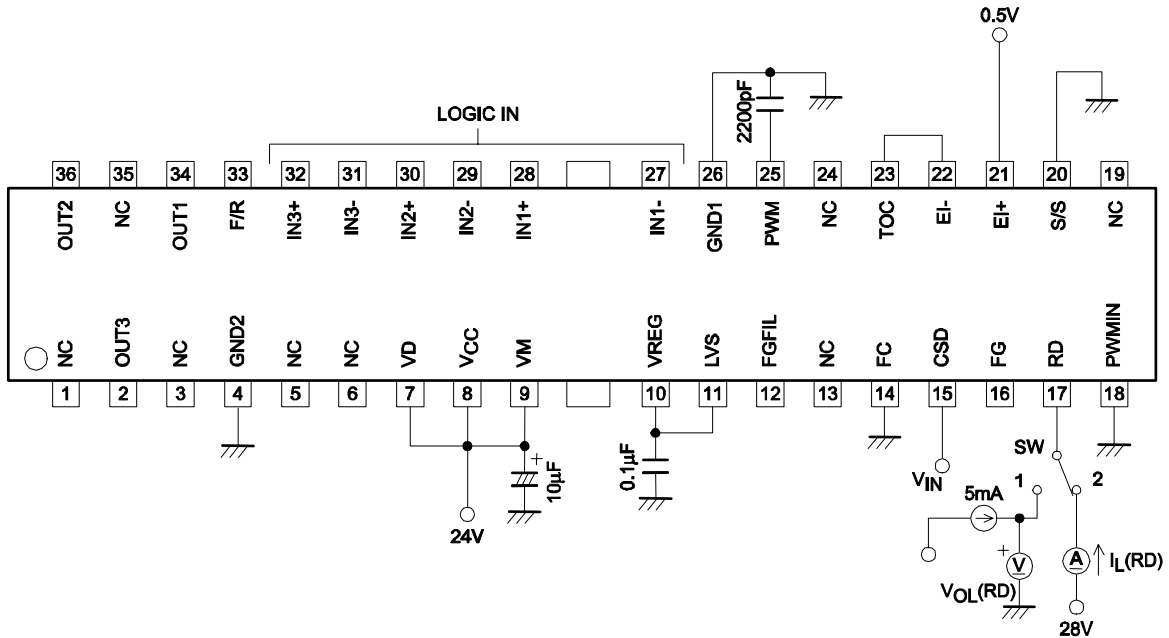 0.5V
2200pF
LOGIC IN
36 35 34 33 32 31 30 29 28 27 26 25 24 23 22 21 20 19
OUT2 NC OUT1 F/R IN3+ IN3- IN2+ IN2- IN1+ IN1- GND1 PWM NC TOC EI- EI+ S/S NC
NC OUT3 NC GND2 NC NC VD VCC VM VREG LVS FGFIL NC FC CSD FG RD PWMIN
1 2 3 4 5 6 7 8 9 10 11 12 13 14 15 16 17 18
+ 10μF
0.1μF
24V
VIN
SW
1 2
5mA
+ V
VOL(RD)
A
IL(RD)
28V